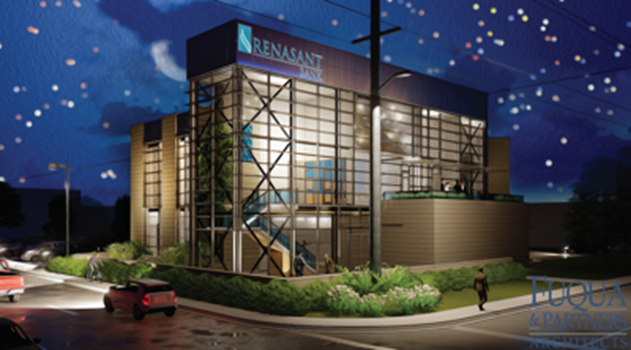 RENASANT
BANK
FUQUA
& PARTNERS
ARCHITECTS